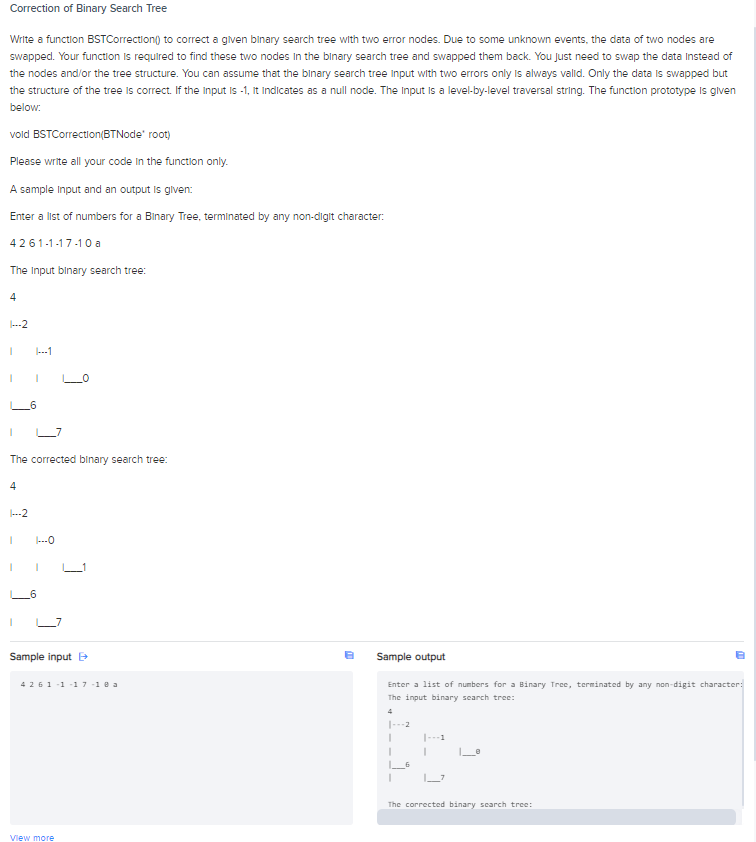 Correction of Binary Search Tree
Write a function BSTCorrection() to correct a given binary search tree with two error nodes. Due to some unknown events, the data of two nodes are
swapped. Your function is required to find these two nodes in the binary search tree and swapped them back. You just need to swap the data instead of
the nodes and/or the tree structure. You can assume that the binary search tree input with two errors only is always valid. Only the data is swapped but
the structure of the tree is correct. If the input is -1, it indicates as a null node. The input is a level-by-level traversal string. The function prototype is given
below:
void BSTCorrection(BTNode* root)
Please write all your code in the function only.
A sample input and an output is given:
Enter a list of numbers for a Binary Tree, terminated by any non-digit character:
4 2 6 1 -1 -1 7 -1 0 a
The input binary search tree:
4
|---2
| |---1
| | |___0
|___6
| |___7
The corrected binary search tree:
4
|---2
| |---0
| | |___1
|___6
| |___7
Sample input
Sample output
4 2 6 1 -1 -1 7 -1 0 a
Enter a list of numbers for a Binary Tree, terminated by any non-digit character:
The input binary search tree:
4
|---2
| |---1
| | |___0
|___6
| |___7
The corrected binary search tree:
View more